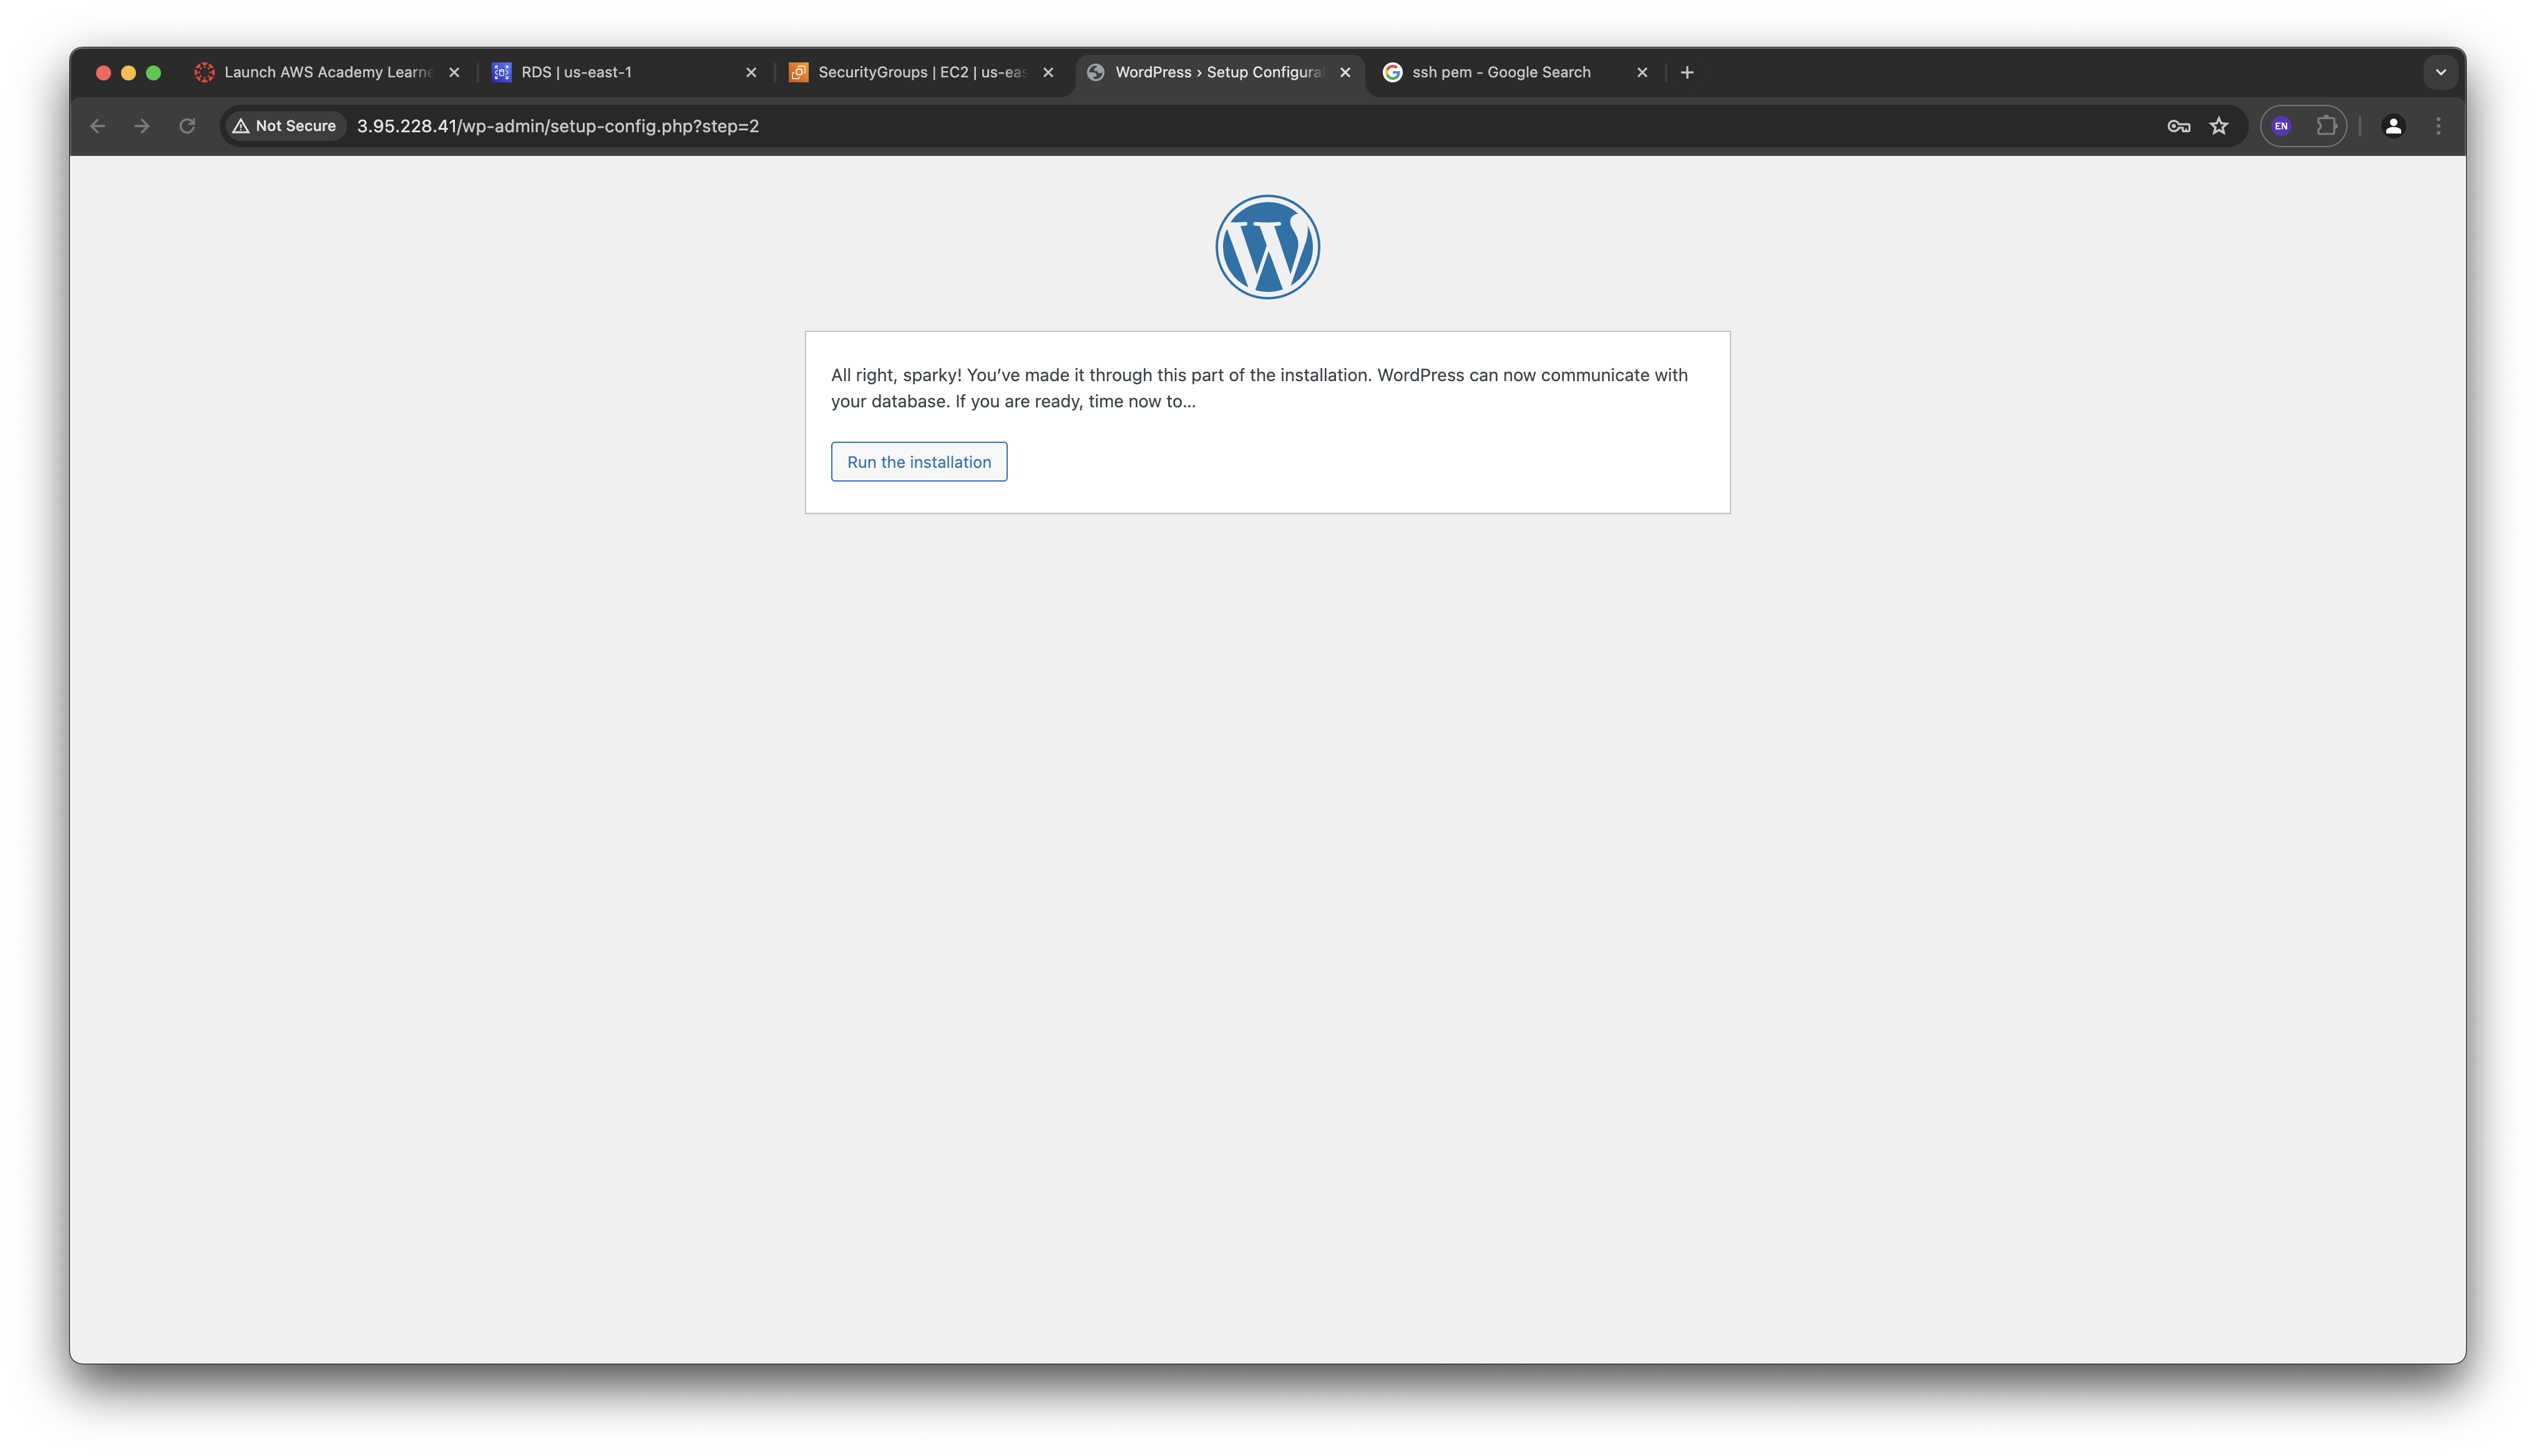 Launch AWS Academy Learne
RDS | us-east-1
SecurityGroups | EC2 | us-eas
WordPress › Setup Configurat
ssh pem - Google Search
Not Secure
3.95.228.41/wp-admin/setup-config.php?step=2
EN
All right, sparky! You’ve made it through this part of the installation. WordPress can now communicate with
your database. If you are ready, time now to…
Run the installation